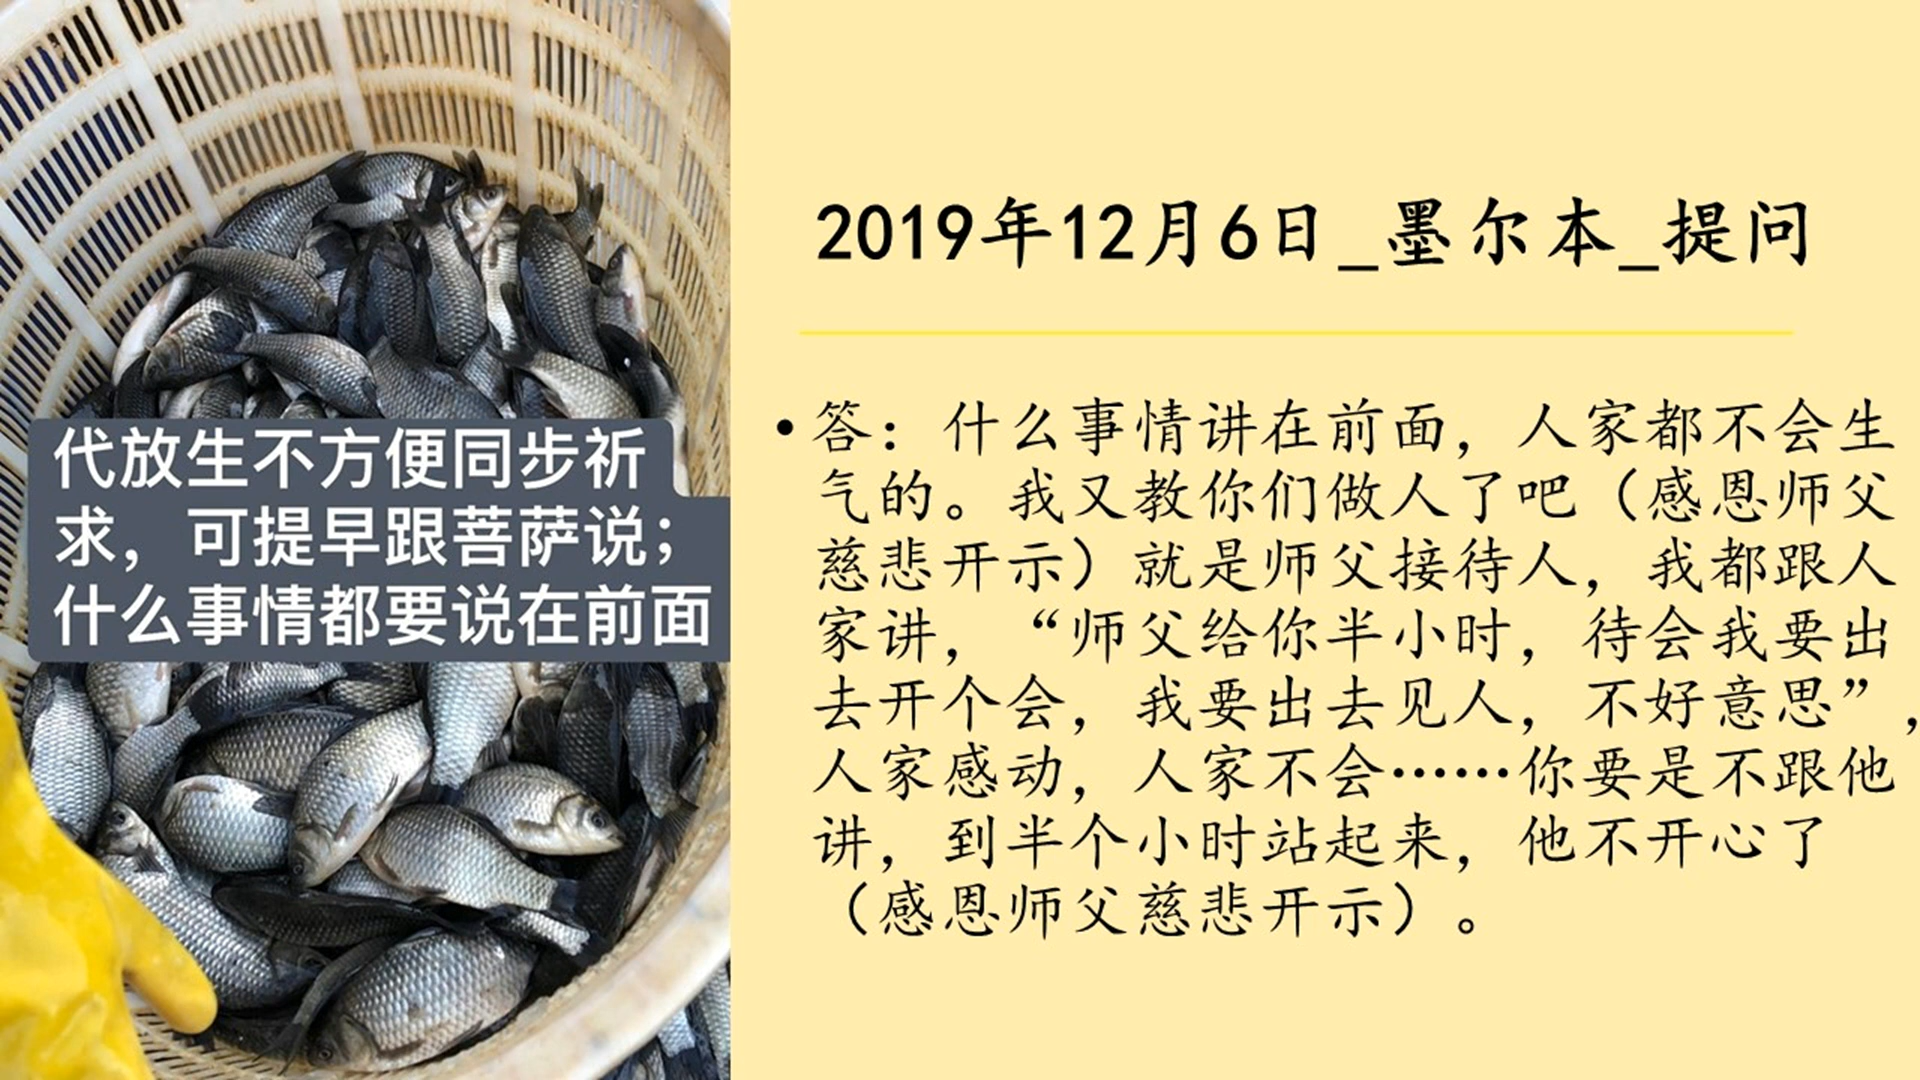 代放生不方便同步祈
求，可提早跟菩萨说；
什么事情都要说在前面
2019年12月6日_墨尔本_提问
• 答：什么事情讲在前面，人家都不会生
气的。我又教你们做人了吧（感恩师父
慈悲开示）就是师父接待人，我都跟人
家讲，“师父给你半小时，待会我要出
去开个会，我要出去见人，不好意思”，
人家感动，人家不会……你要是不跟他
讲，到半个小时站起来，他不开心了
（感恩师父慈悲开示）。